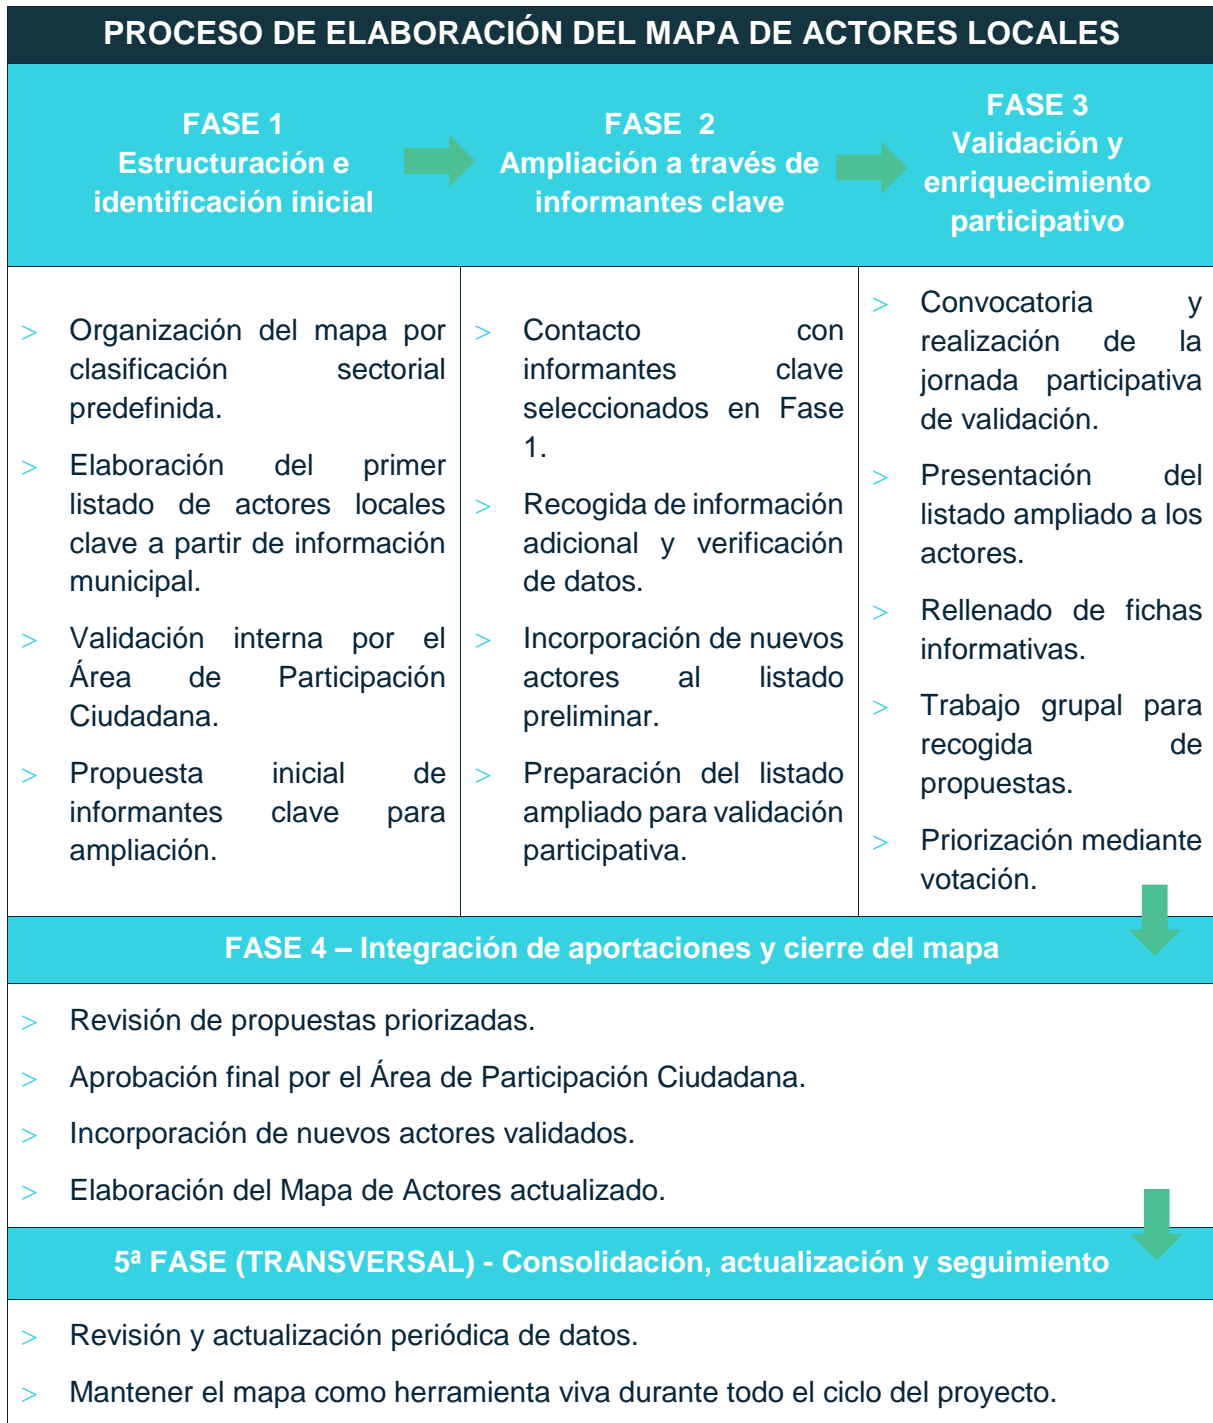 PROCESO DE ELABORACIÓN DEL MAPA DE ACTORES LOCALES
FASE 1
Estructuración e
identificación inicial
FASE 2
Ampliación a través de
informantes clave
FASE 3
Validación y
enriquecimiento
participativo
> Organización del mapa por
clasificación sectorial
predefinida.
> Elaboración del primer
listado de actores locales
clave a partir de información
municipal.
> Validación interna por el
Área de Participación
Ciudadana.
> Propuesta inicial de
informantes clave para
ampliación.
> Contacto con
informantes clave
seleccionados en Fase
1.
> Recogida de información
adicional y verificación
de datos.
> Incorporación de nuevos
actores al listado
preliminar.
> Preparación del listado
ampliado para validación
participativa.
> Convocatoria y
realización de la
jornada participativa
de validación.
> Presentación del
listado ampliado a los
actores.
> Rellenado de fichas
informativas.
> Trabajo grupal para
recogida de
propuestas.
> Priorización mediante
votación.
FASE 4 – Integración de aportaciones y cierre del mapa
> Revisión de propuestas priorizadas.
> Aprobación final por el Área de Participación Ciudadana.
> Incorporación de nuevos actores validados.
> Elaboración del Mapa de Actores actualizado.
5ª FASE (TRANSVERSAL) - Consolidación, actualización y seguimiento
> Revisión y actualización periódica de datos.
> Mantener el mapa como herramienta viva durante todo el ciclo del proyecto.